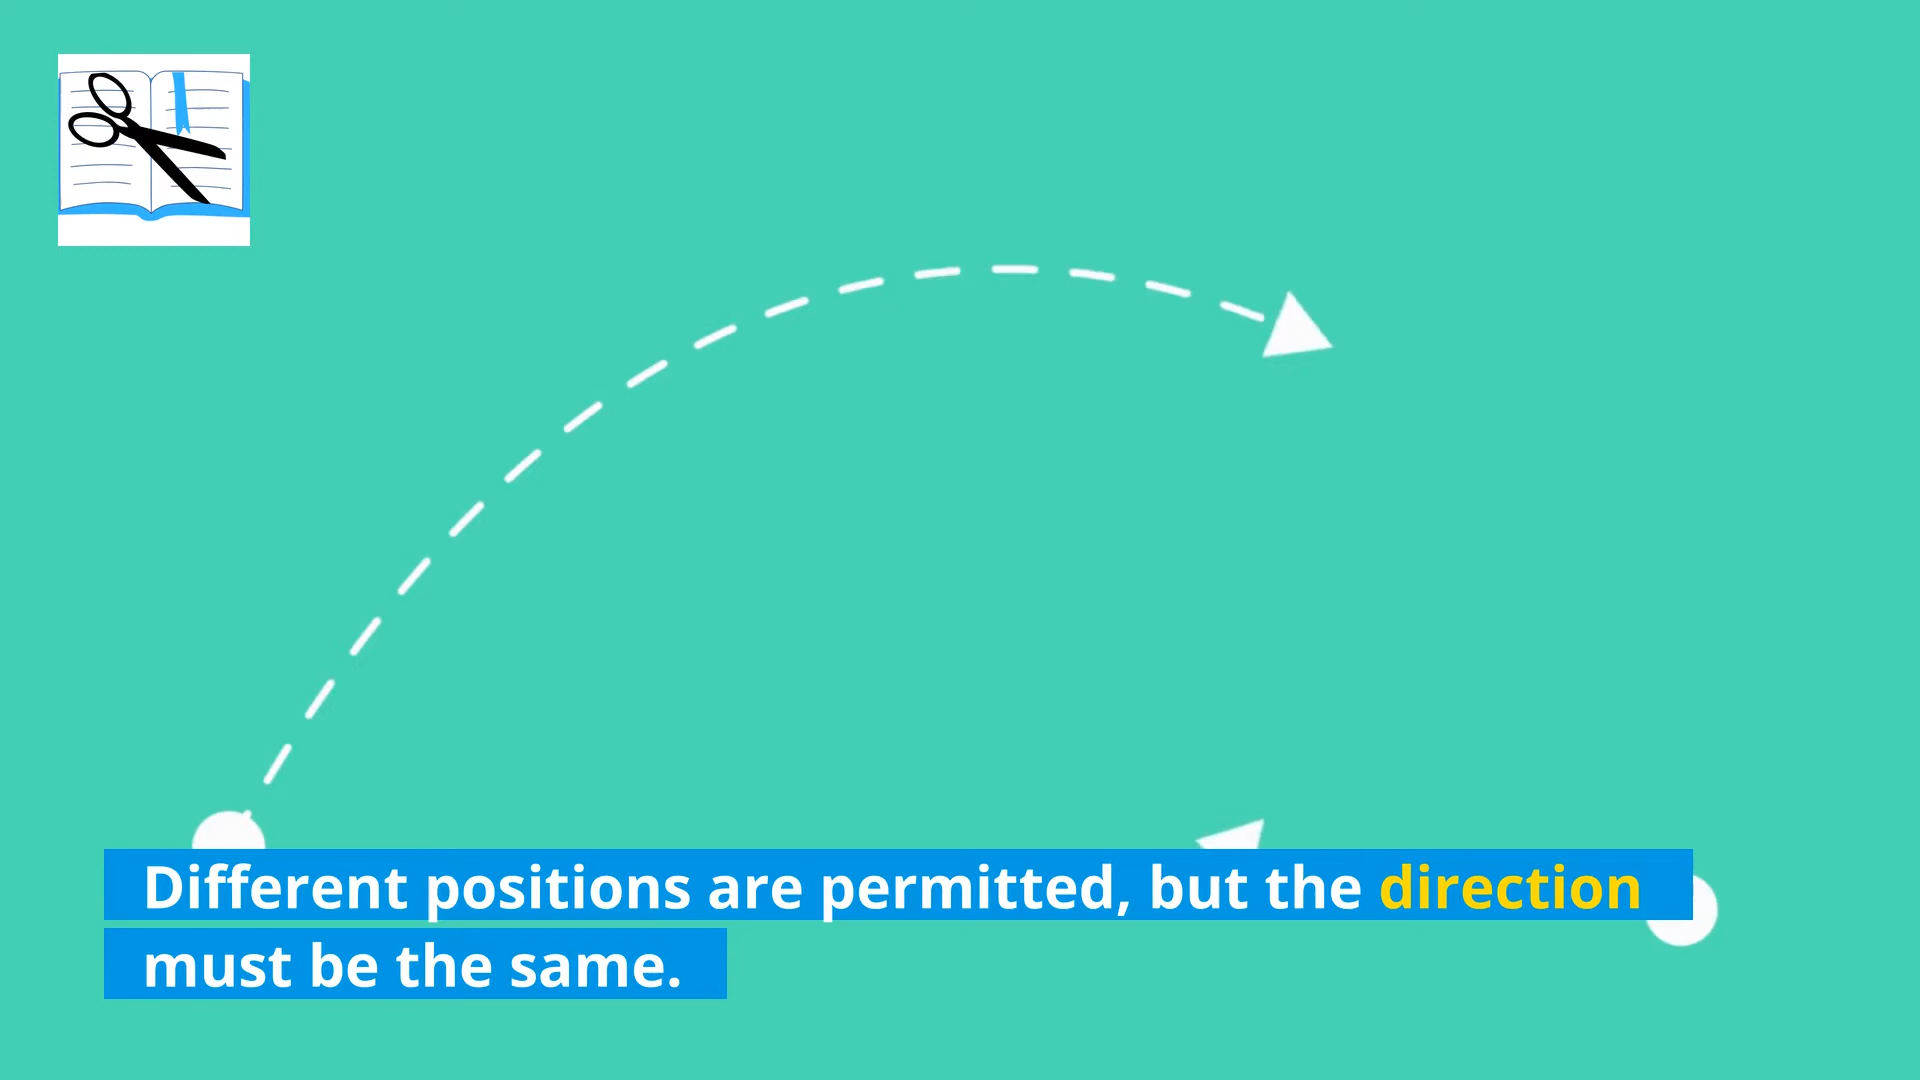 Different positions are permitted, but the direction
must be the same.